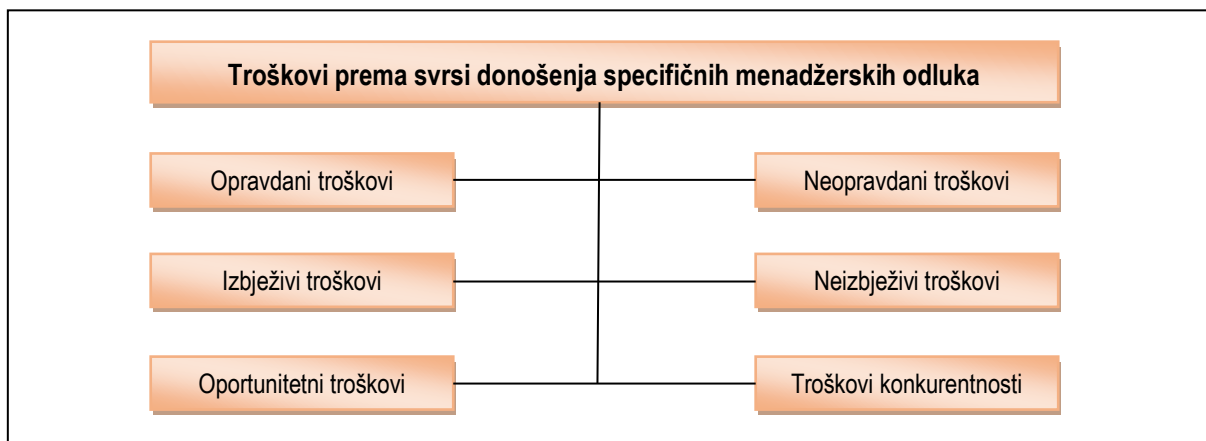 Troškovi prema svrsi donošenja specifičnih menadžerskih odluka
Opravdani troškovi
Neopravdani troškovi
Izbježivi troškovi
Neizbježivi troškovi
Oportunitetni troškovi
Troškovi konkurentnosti